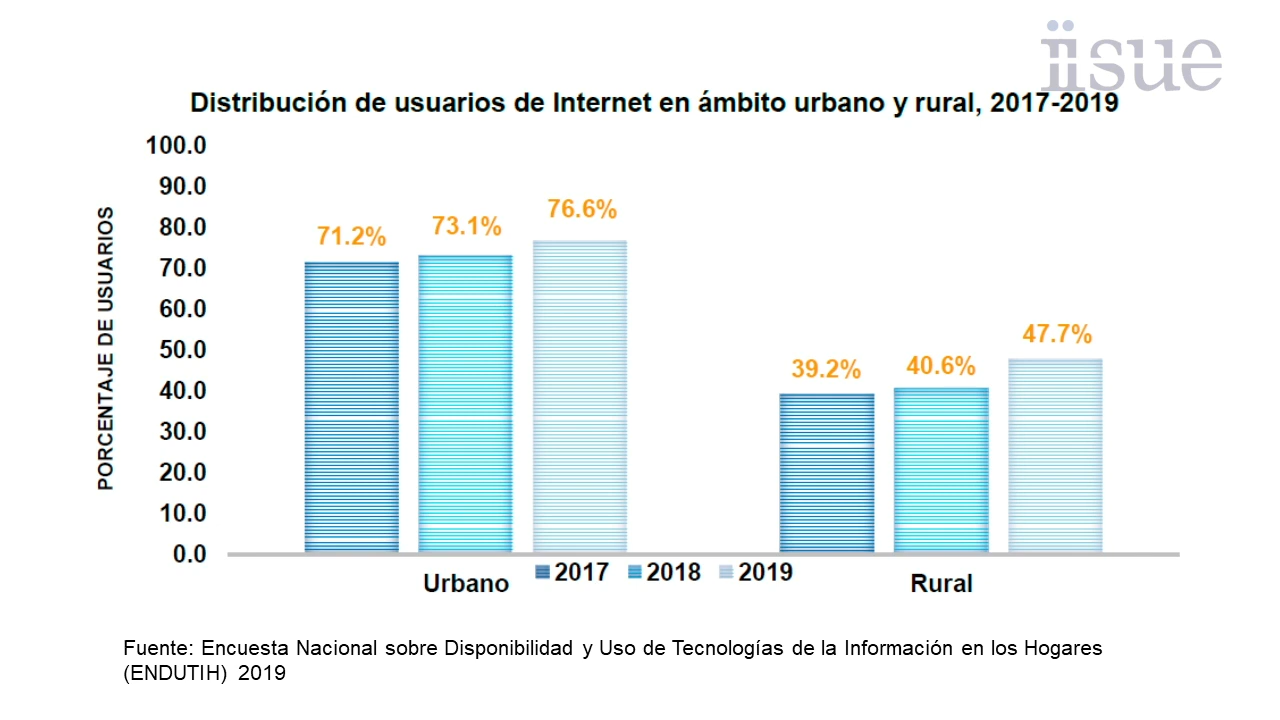 iisue
Distribución de usuarios de Internet en ámbito urbano y rural, 2017-2019
PORCENTAJE DE USUARIOS
100.0
90.0
80.0
70.0
60.0
50.0
40.0
30.0
20.0
10.0
0.0
71.2%
73.1%
76.6%
39.2%
40.6%
47.7%
Urbano
2017 2018 2019
Rural
Fuente: Encuesta Nacional sobre Disponibilidad y Uso de Tecnologías de la Información en los Hogares
(ENDUTIH) 2019